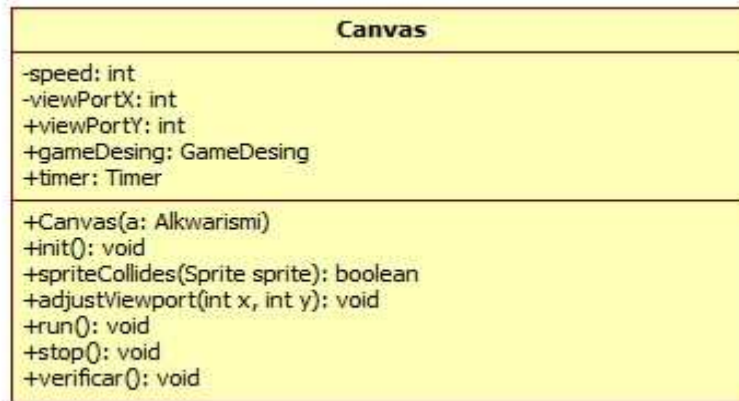 Canvas
-speed: int
-viewPortX: int
+viewPortY: int
+gameDesing: GameDesing
+timer: Timer
+Canvas(a: Alkwarismi)
+init(): void
+spriteCollides(Sprite sprite): boolean
+adjustViewport(int x, int y): void
+run(): void
+stop(): void
+verificar(): void